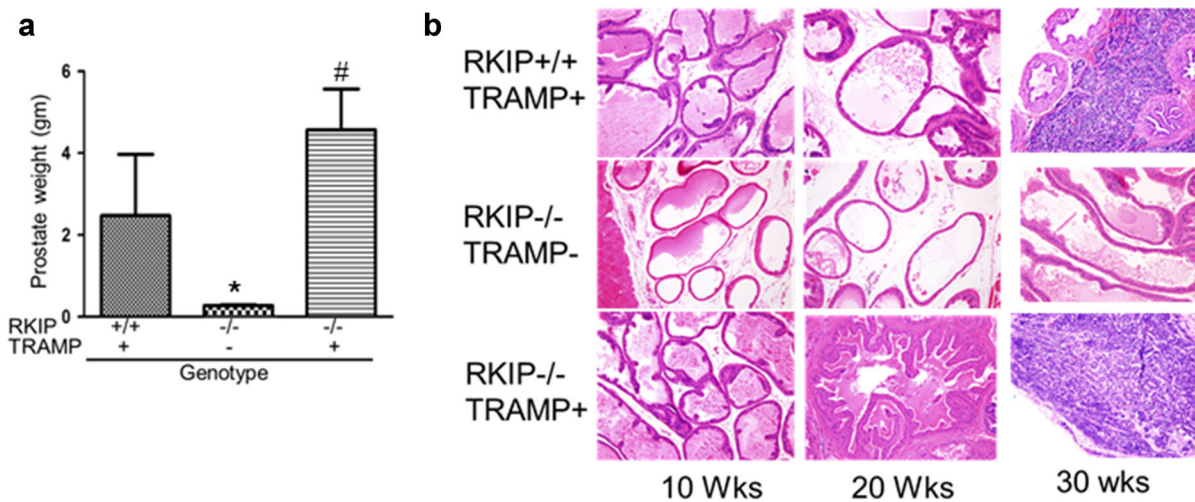 a
Prostate weight (gm)
6
4
2
0
*
#
RKIP +/+ -/- -/-
TRAMP + - +
Genotype
b
RKIP+/+
TRAMP+
RKIP-/-
TRAMP-
RKIP-/-
TRAMP+
10 Wks 20 Wks 30 wks